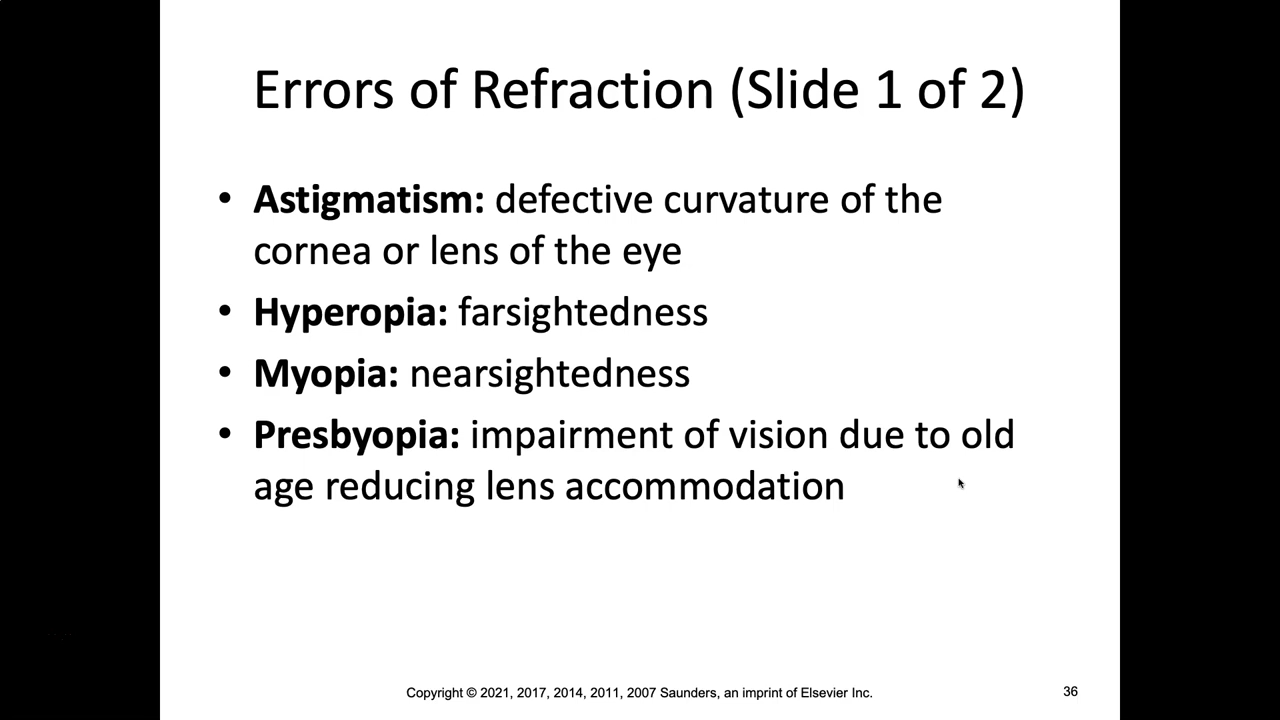 Errors of Refraction (Slide 1 of 2)
• Astigmatism: defective curvature of the
cornea or lens of the eye
• Hyperopia: farsightedness
• Myopia: nearsightedness
• Presbyopia: impairment of vision due to old
age reducing lens accommodation
Copyright © 2021, 2017, 2014, 2011, 2007 Saunders, an imprint of Elsevier Inc.
36